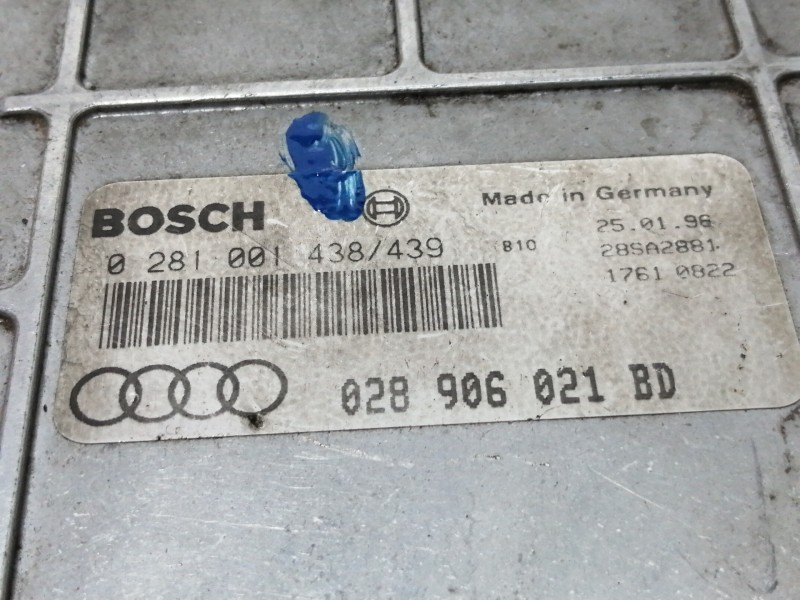 BOSCH
Made in Germany
0 281 001 438/439
810
25.01.96
28SA2881
1761 0822
028 906 021 BD